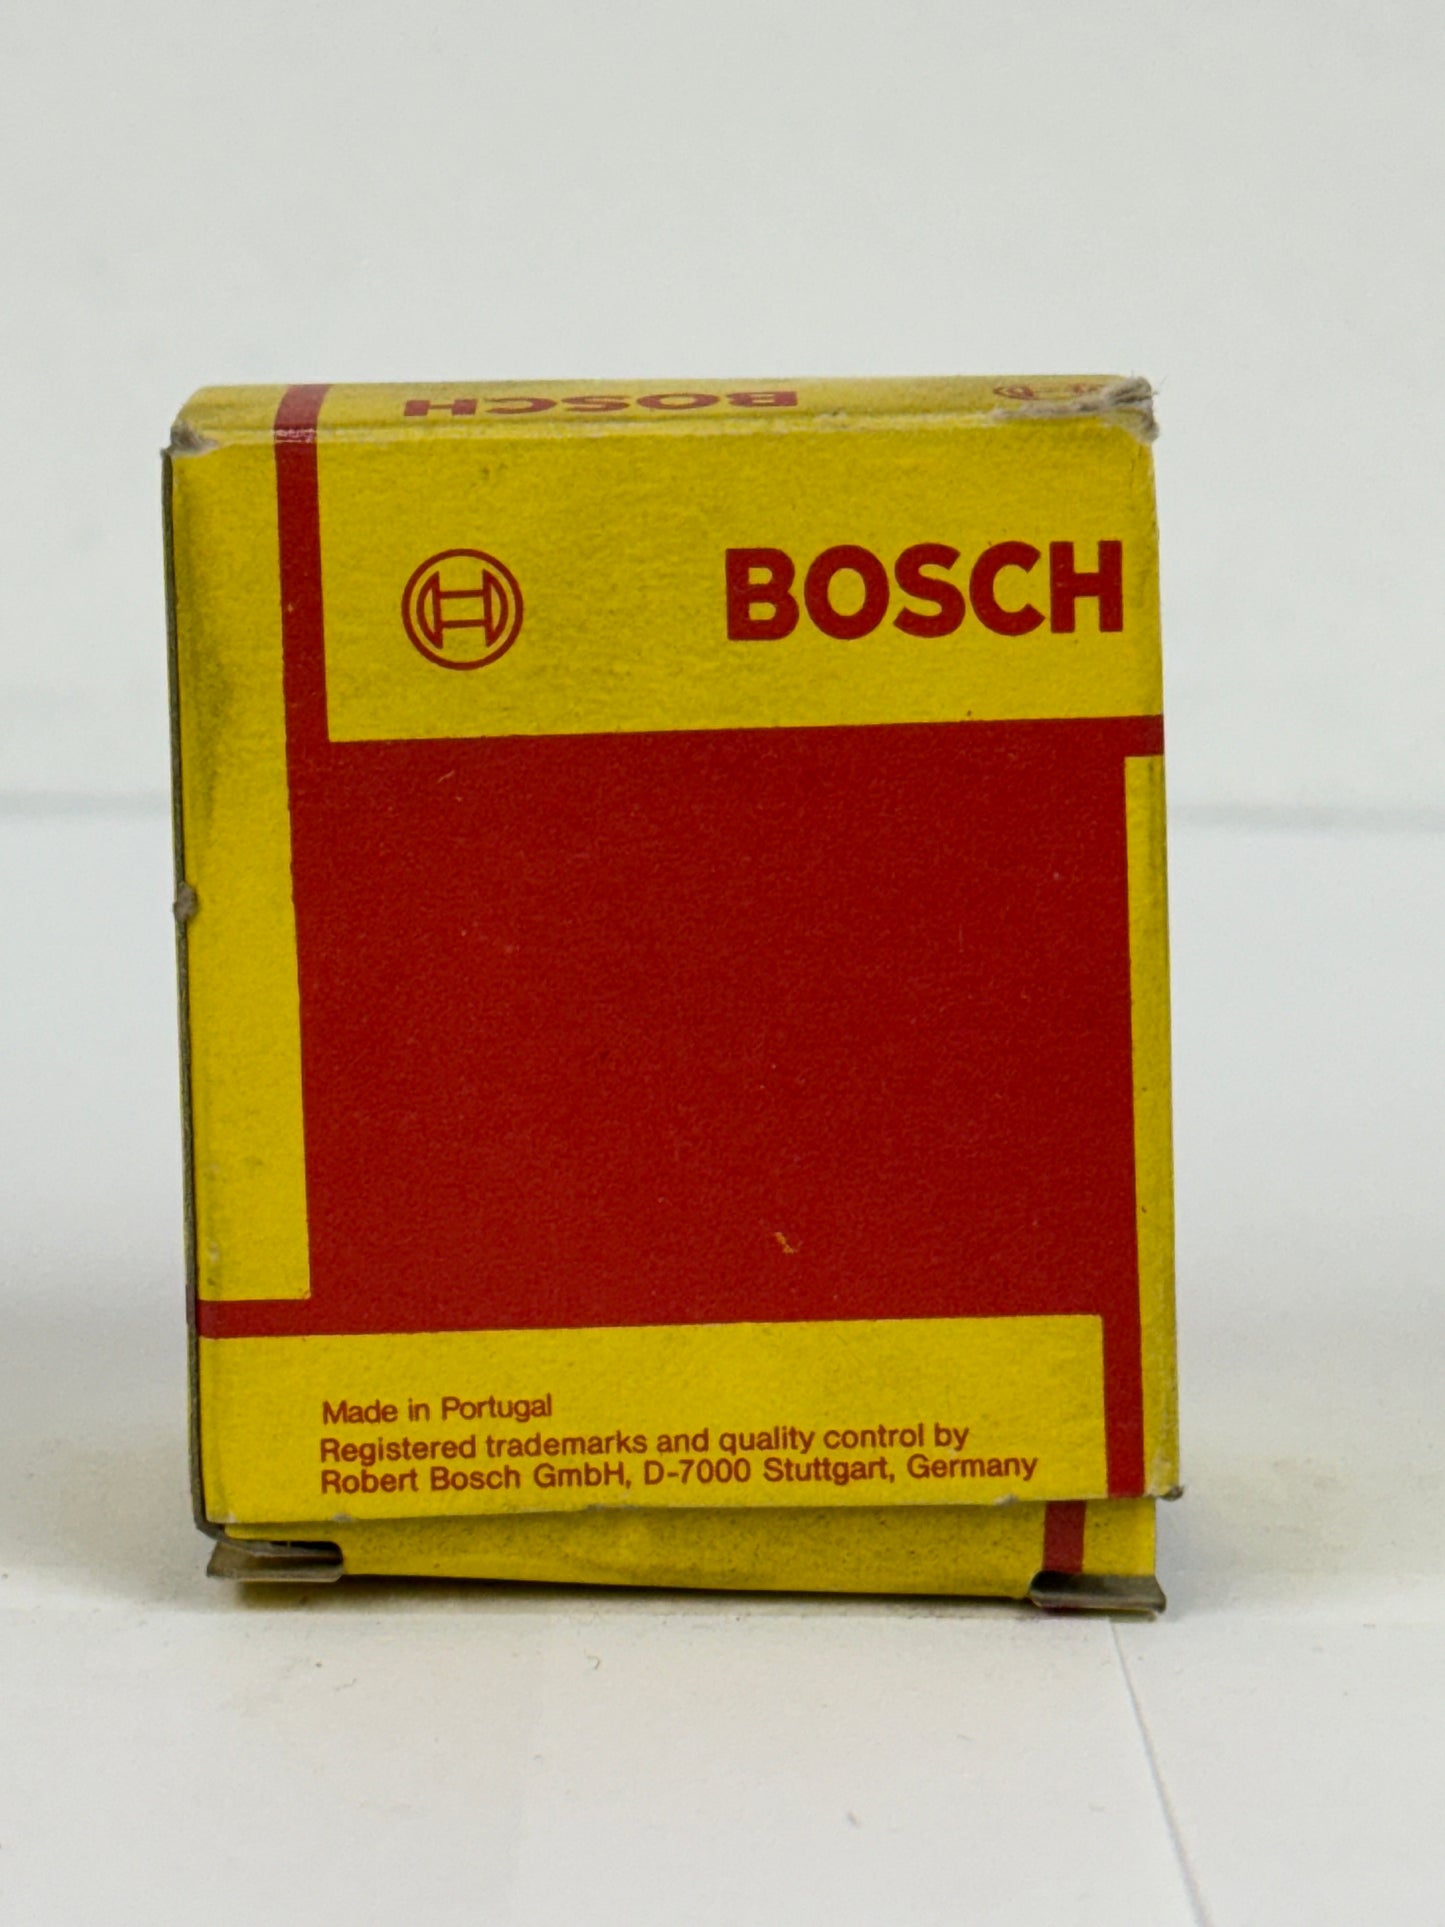 BOSCH
BOSCH
Made in Portugal
Registered trademarks and quality control by
Robert Bosch GmbH, D-7000 Stuttgart, Germany